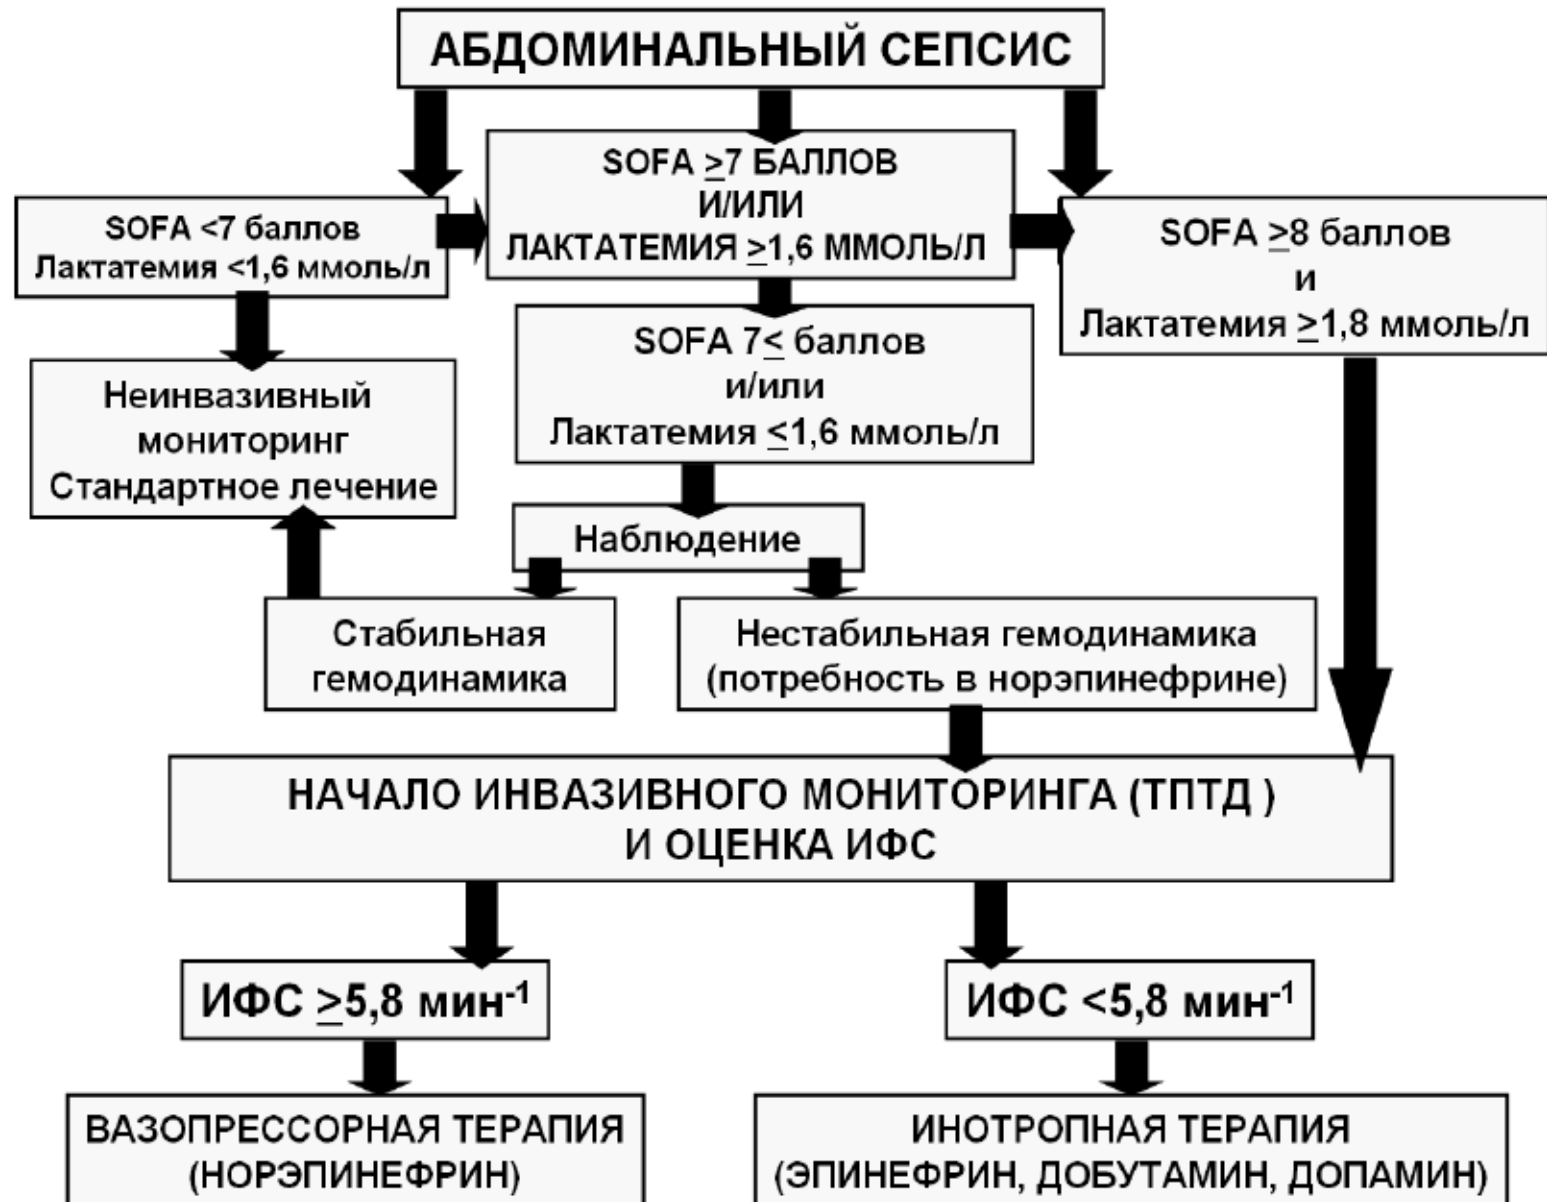 АБДОМИНАЛЬНЫЙ СЕПСИС
SOFA <7 баллов
Лактатемия <1,6 ммоль/л
SOFA ≥7 БАЛЛОВ
И/ИЛИ
ЛАКТАТЕМИЯ ≥1,6 ММОЛЬ/Л
SOFA ≥8 баллов
и
Лактатемия ≥1,8 ммоль/л
SOFA 7≤ баллов
и/или
Лактатемия ≤1,6 ммоль/л
Неинвазивный
мониторинг
Стандартное лечение
Наблюдение
Стабильная
гемодинамика
Нестабильная гемодинамика
(потребность в норэпинефрине)
НАЧАЛО ИНВАЗИВНОГО МОНИТОРИНГА (ТПТД )
И ОЦЕНКА ИФС
ИФС ≥5,8 мин⁻¹
ИФС <5,8 мин⁻¹
ВАЗОПРЕССОРНАЯ ТЕРАПИЯ
(НОРЭПИНЕФРИН)
ИНОТРОПНАЯ ТЕРАПИЯ
(ЭПИНЕФРИН, ДОБУТАМИН, ДОПАМИН)